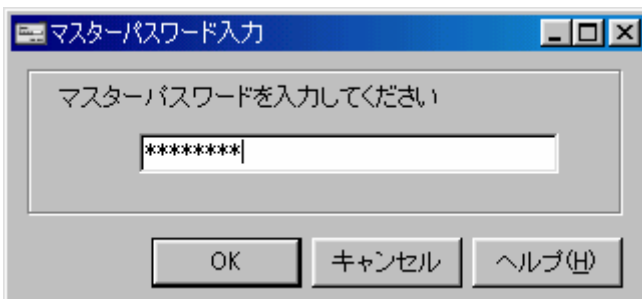 マスターパスワード入力
マスターパスワードを入力してください
********
OK
キャンセル
ヘルプ(H)